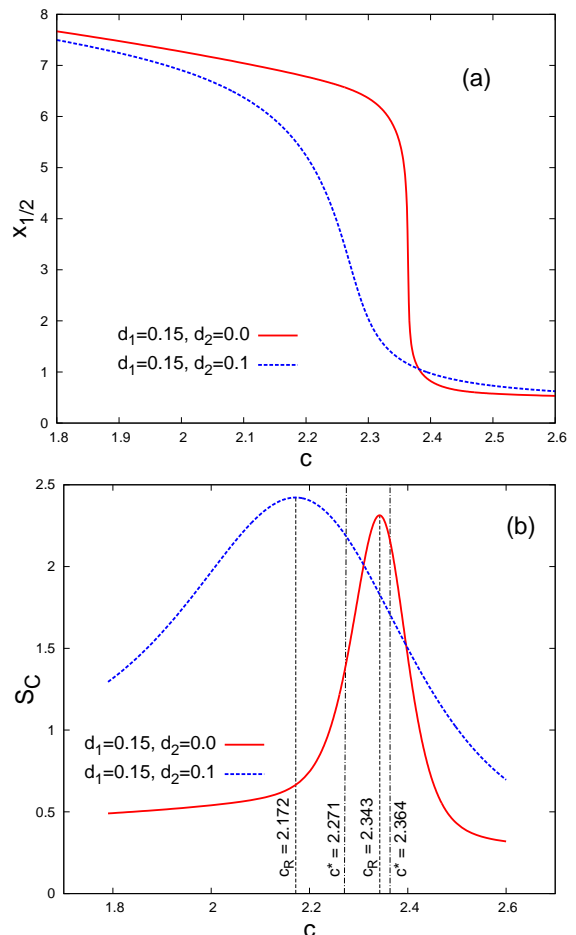 8
7
6
5
4
3
2
1
0
x1/2
(a)
d1=0.15, d2=0.0
d1=0.15, d2=0.1
1.8 1.9 2 2.1 2.2 2.3 2.4 2.5 2.6
c
2.5
2
1.5
1
0.5
0
SC
(b)
d1=0.15, d2=0.0
d1=0.15, d2=0.1
cR = 2.172
c* = 2.271
cR = 2.343
c* = 2.364
2 2.2 2.4 2.6
c